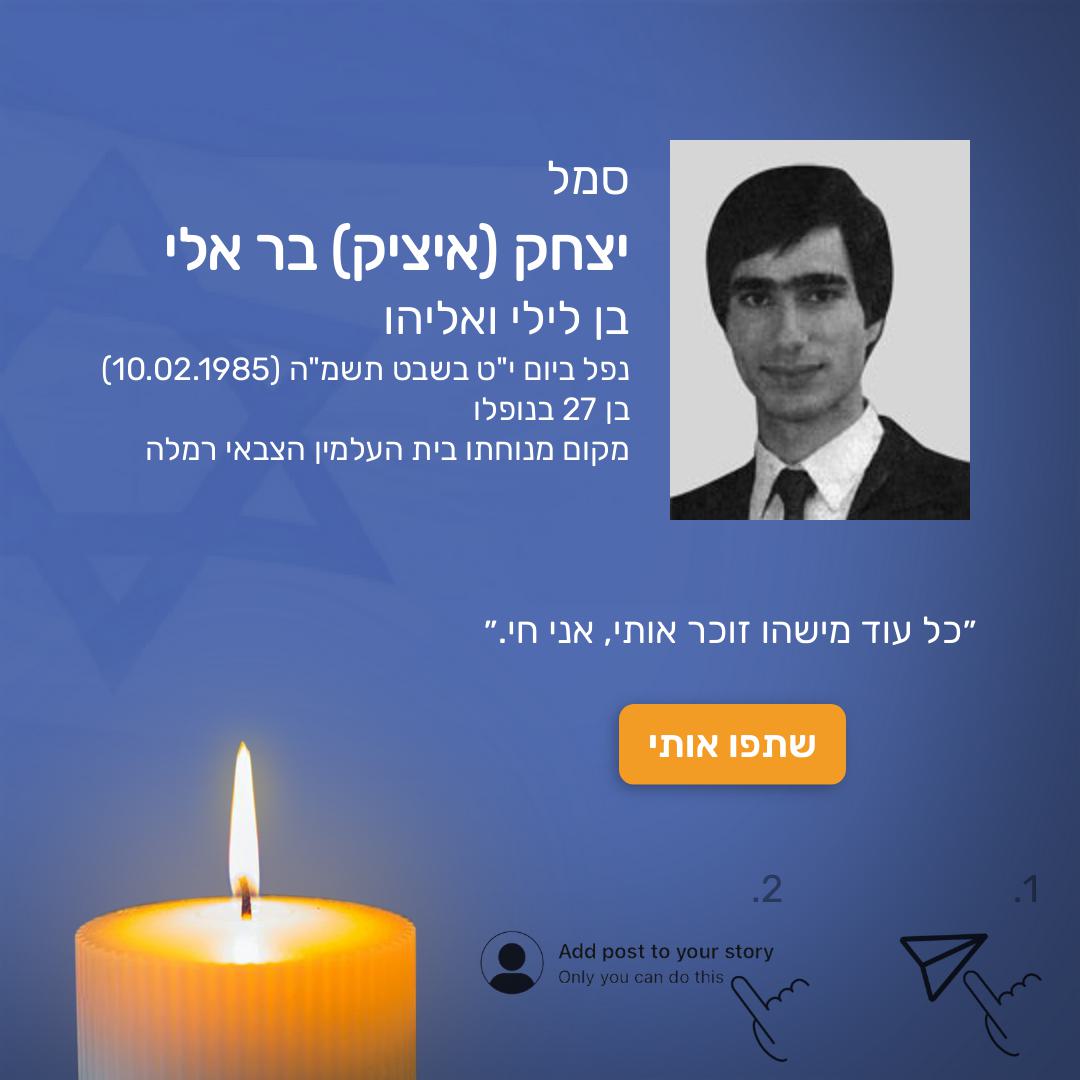 סמל
יצחק (איציק) בר אלי
בן לילי ואליהו
נפל ביום י"ט בשבט תשמ"ה (10.02.1985)
בן 27 בנופלו
מקום מנוחתו בית העלמין הצבאי רמלה
״כל עוד מישהו זוכר אותי, אני חי.״
שתפו אותי
1.
2.
Add post to your story
Only you can do this